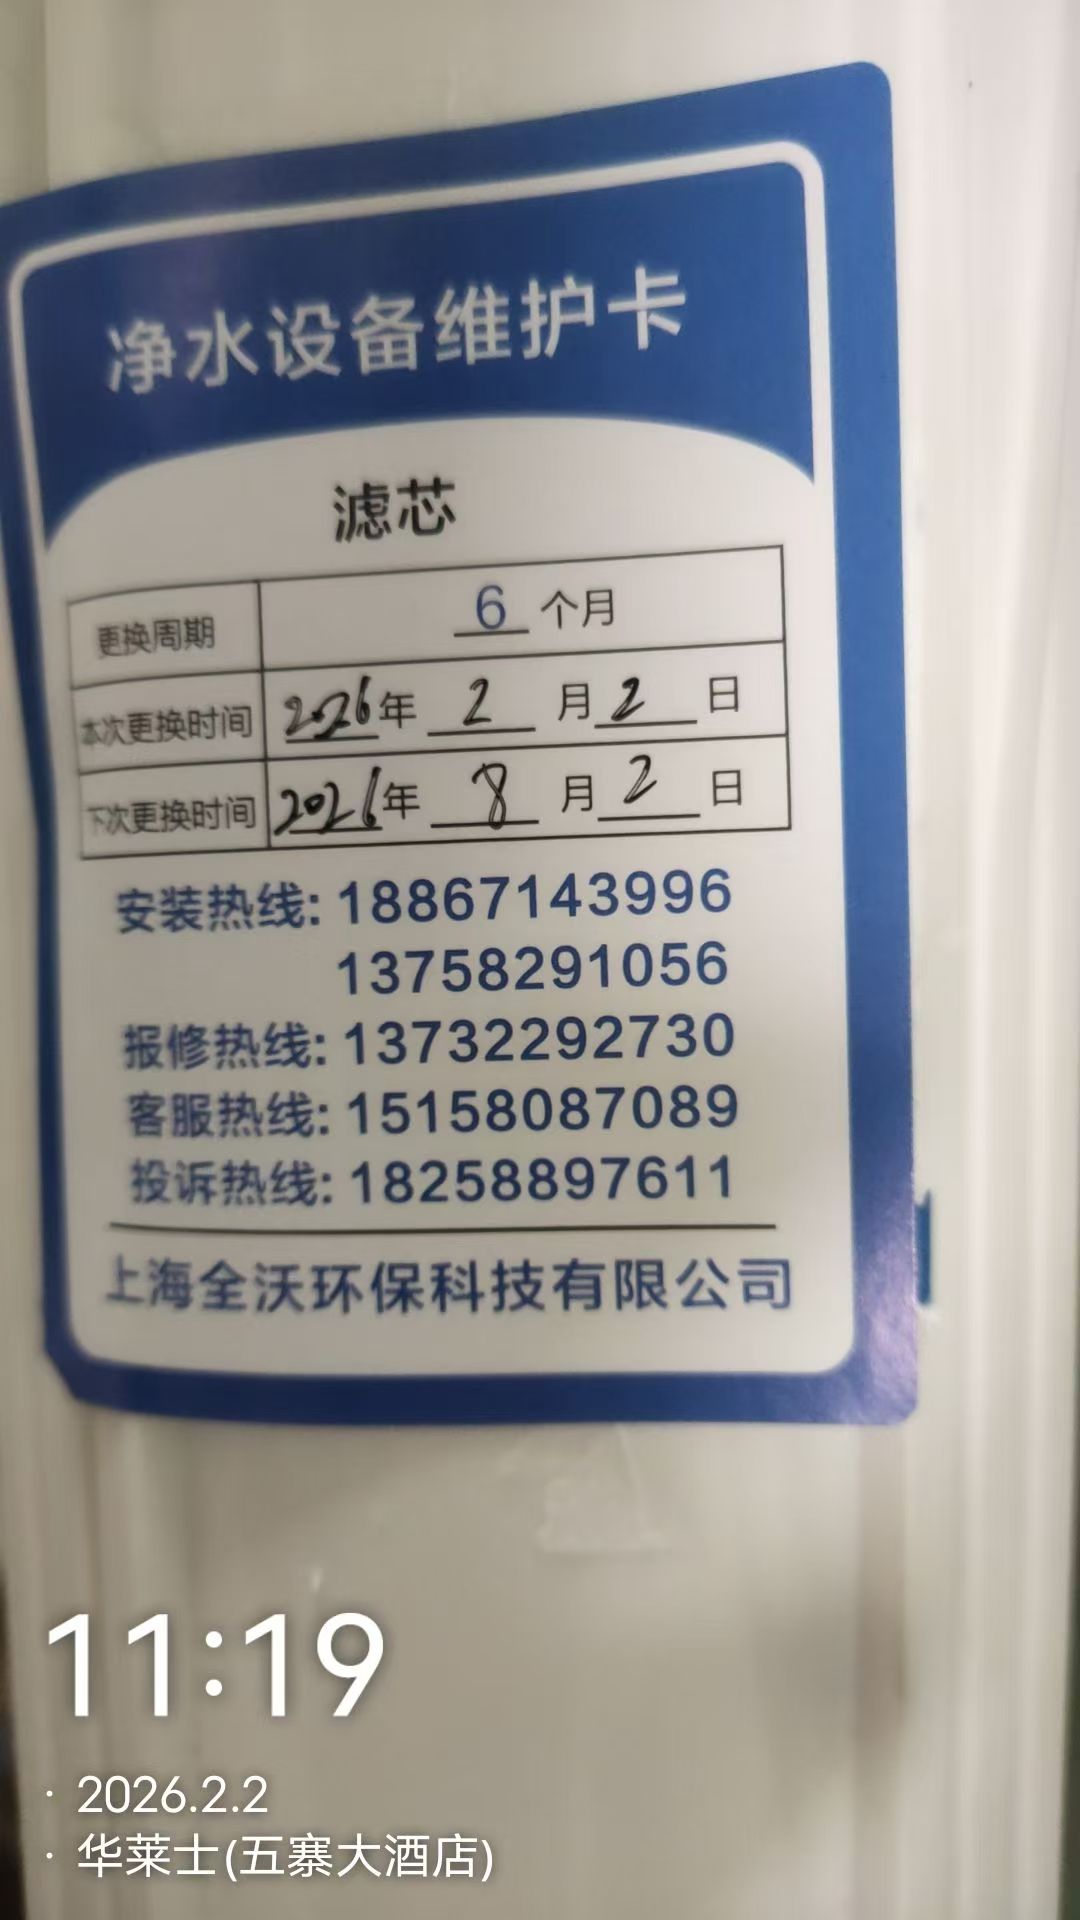 净水设备维护卡
滤芯
更换周期 6 个月
本次更换时间 2026年 2 月 2 日
下次更换时间 2026年 8 月 2 日
安装热线: 18867143996
13758291056
报修热线: 13732292730
客服热线: 15158087089
投诉热线: 18258897611
上海全沃环保科技有限公司
11:19
· 2026.2.2
· 华莱士(五寨大酒店)